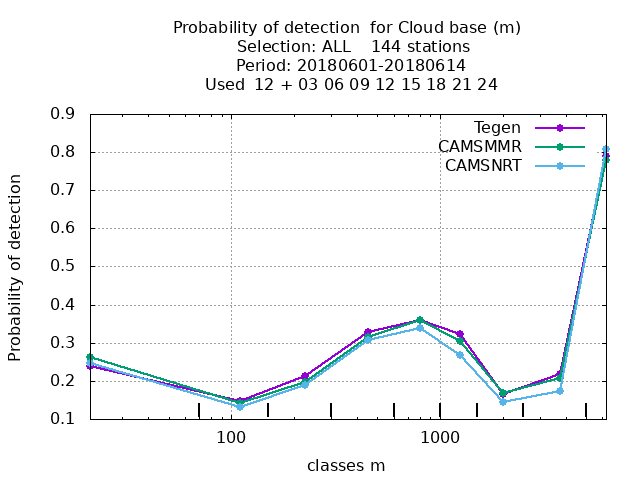 Probability of detection  for Cloud base (m)
Selection: ALL    144 stations
Period: 20180601-20180614
Used  12 + 03 06 09 12 15 18 21 24
Tegen
CAMSMMR
CAMSNRT
0.9
0.8
0.7
0.6
0.5
0.4
0.3
0.2
0.1
Probability of detection
100
1000
classes m